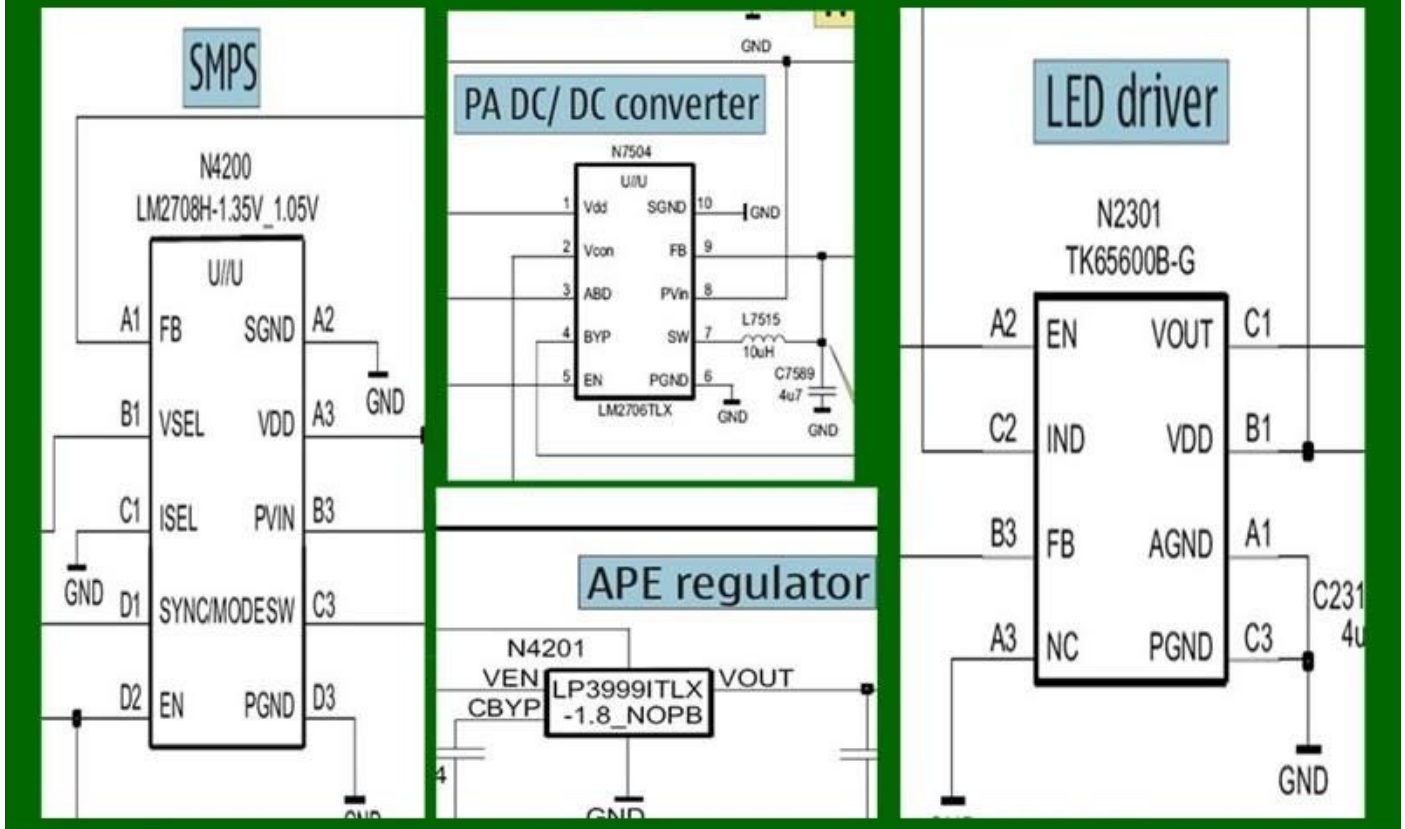 SMPS
N4200
LM2708H-1.35V_1.05V
U//U
A1 FB SGND A2
GND
B1 VSEL VDD A3
C1 ISEL PVIN B3
GND
D1 SYNC/MODESW C3
D2 EN PGND D3
GND
PA DC/ DC converter
N7504
U//U
1 Vdd SGND 10 GND
2 Vcon FB 9
3 ABD PVin 8
4 BYP SW 7
L7515
10uH
5 EN PGND 6
C7589
4u7
LM2706TLX
GND
GND
APE regulator
N4201
VEN VOUT
LP3999ITLX
CBYP
-1.8_NOPB
4
GND
LED driver
N2301
TK65600B-G
A2 EN VOUT C1
C2 IND VDD B1
B3 FB AGND A1
C231
4u
A3 NC PGND C3
GND